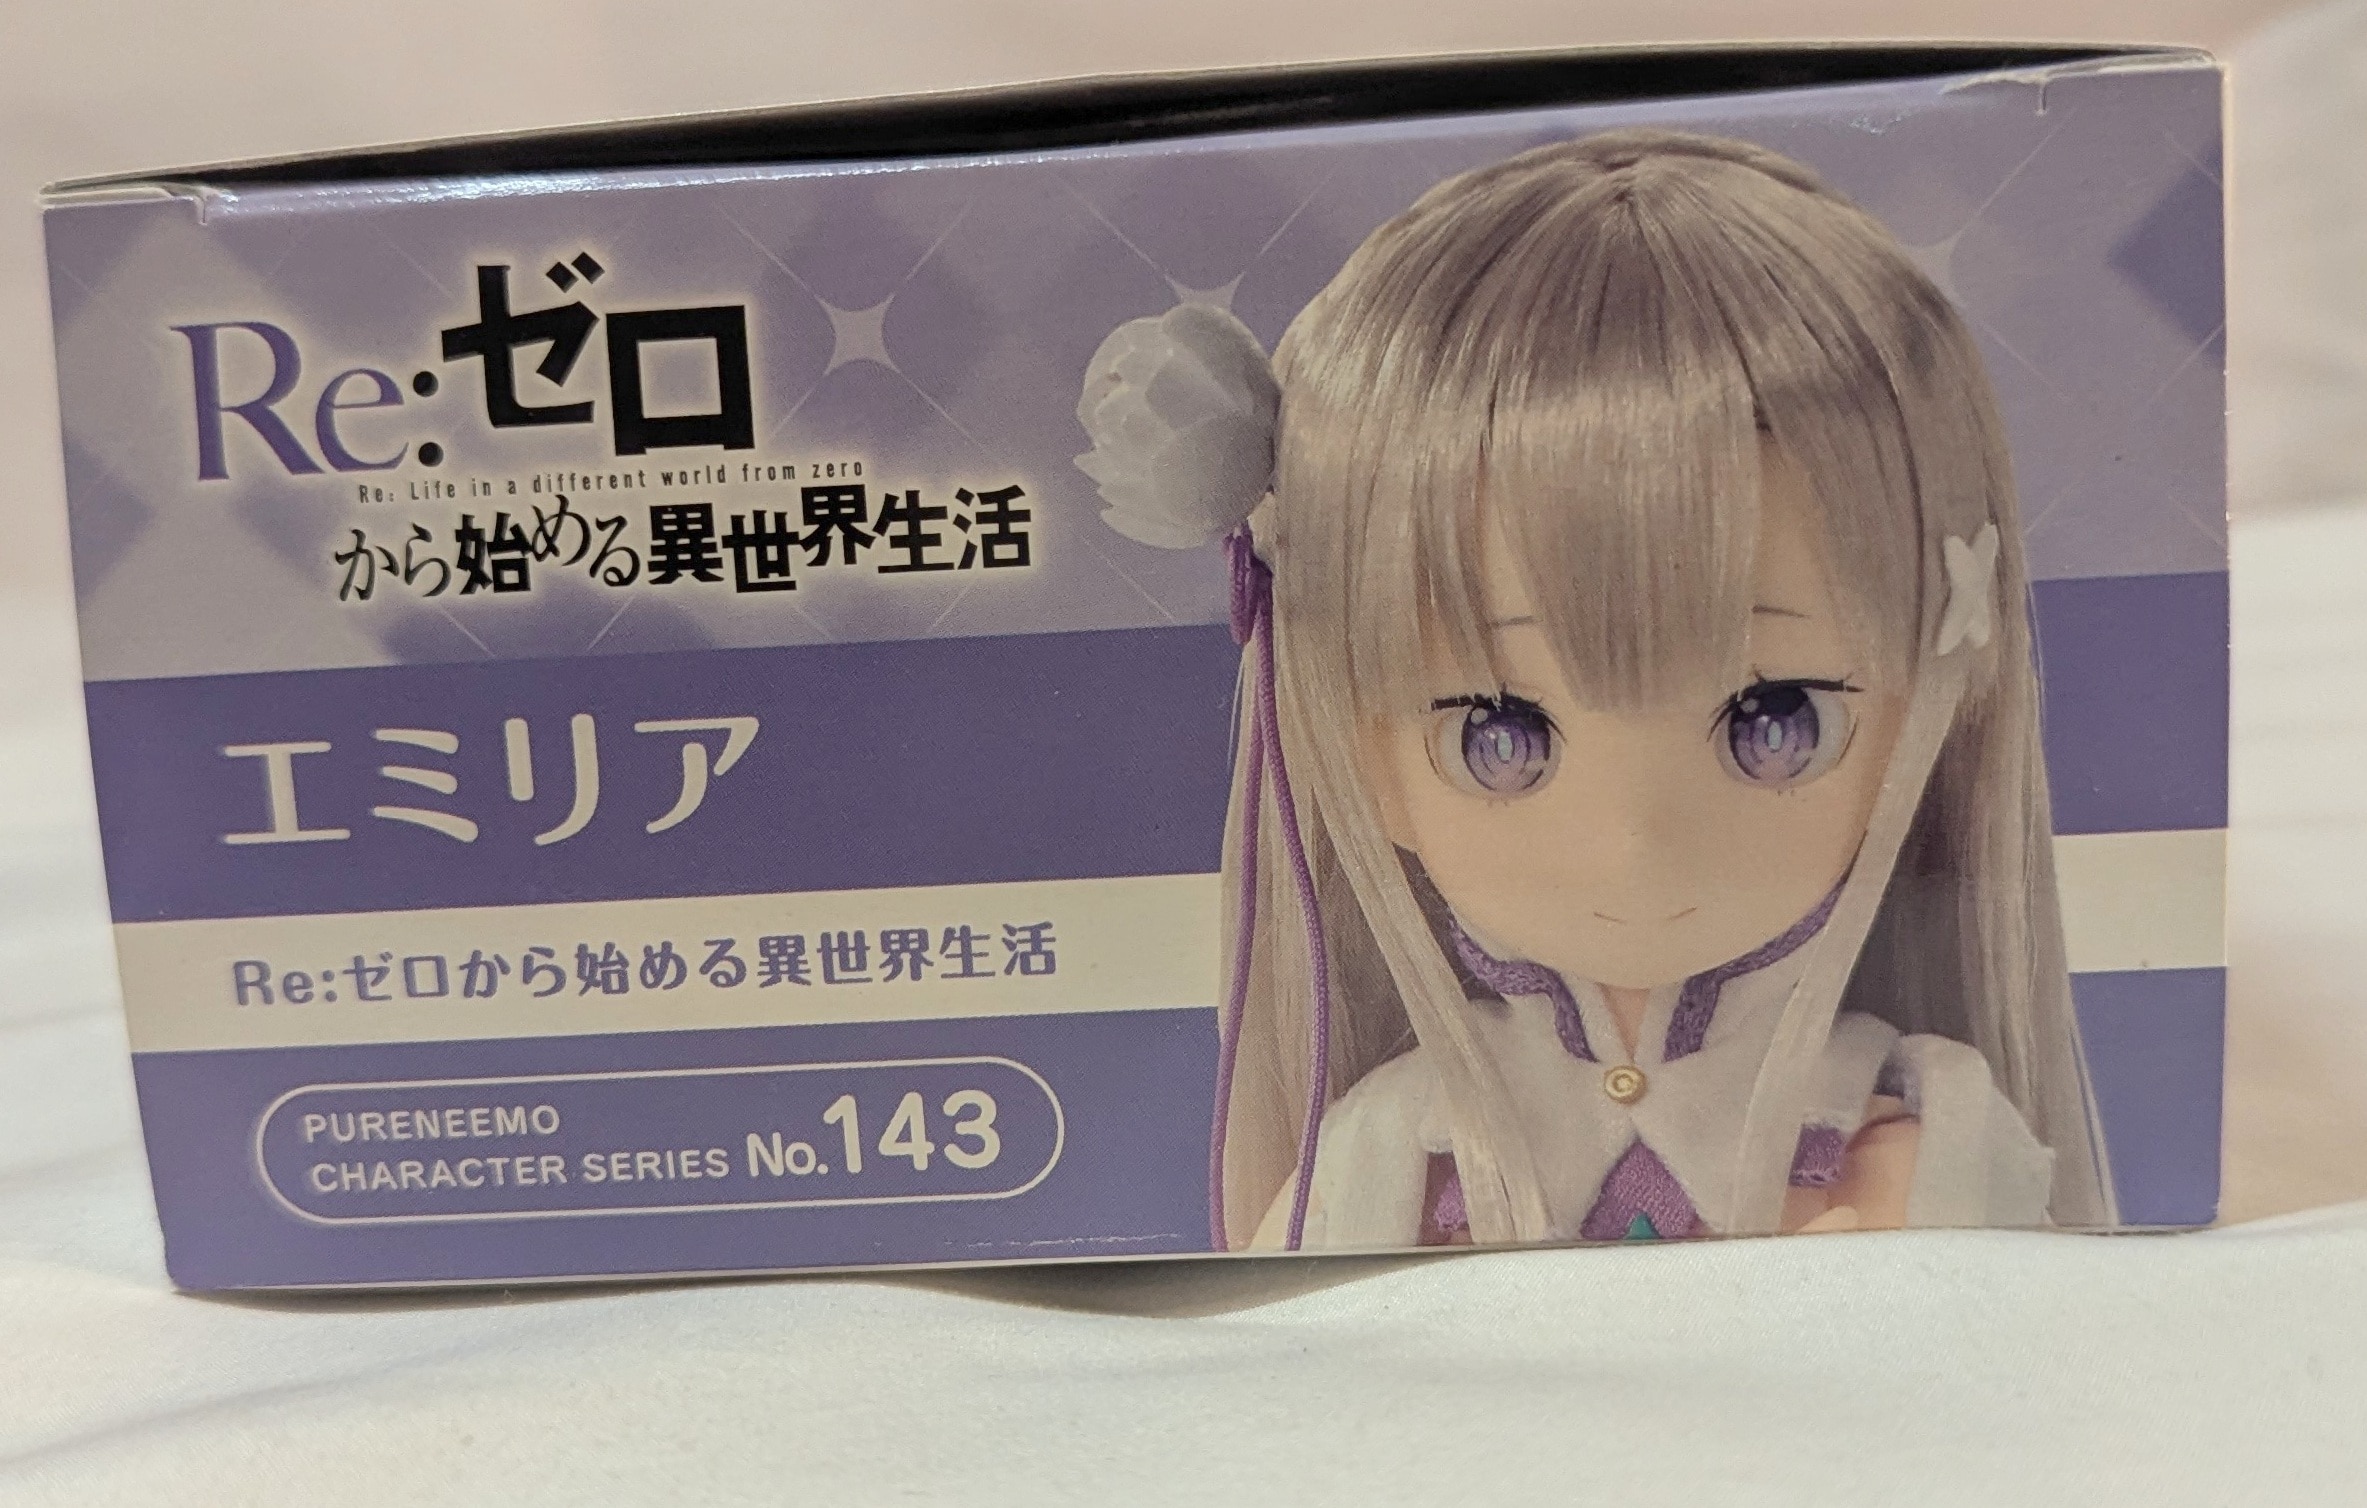 Re:ゼロ
Re: Life in a different world from zero
から始める異世界生活
エミリア
Re:ゼロから始める異世界生活
PURENEEMO
CHARACTER SERIES No.143